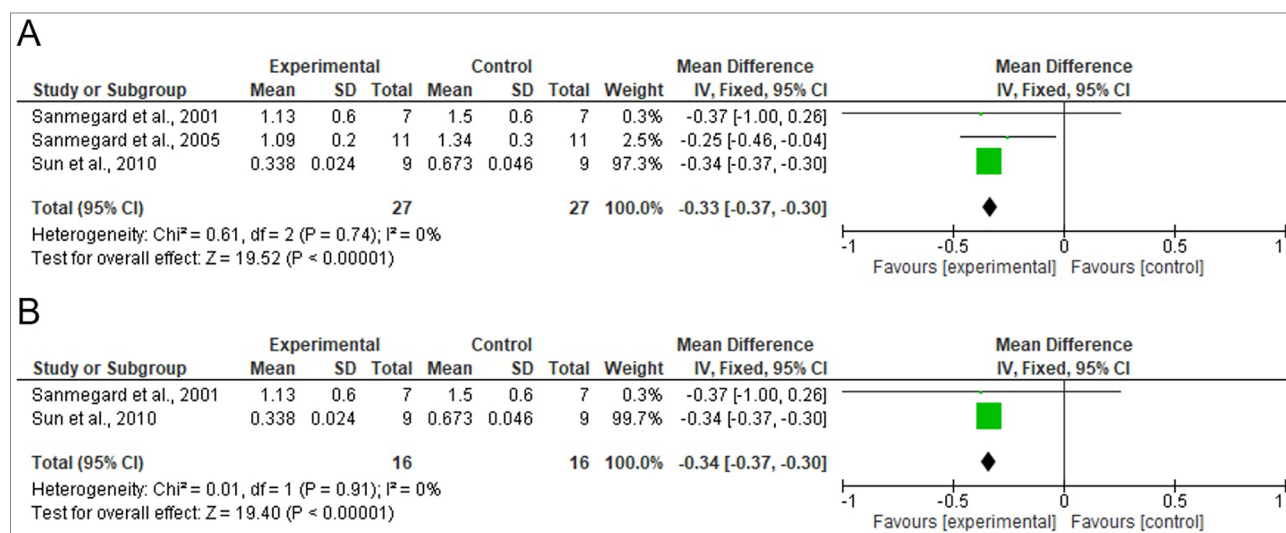 A
Experimental Control Mean Difference Mean Difference
Study or Subgroup Mean SD Total Mean SD Total Weight IV, Fixed, 95% CI IV, Fixed, 95% CI
Sanmegard et al., 2001 1.13 0.6 7 1.5 0.6 7 0.3% -0.37 [-1.00, 0.26]
Sanmegard et al., 2005 1.09 0.2 11 1.34 0.3 11 2.5% -0.25 [-0.46, -0.04]
Sun et al., 2010 0.338 0.024 9 0.673 0.046 9 97.3% -0.34 [-0.37, -0.30]
Total (95% CI) 27 27 100.0% -0.33 [-0.37, -0.30]
Heterogeneity: Chi² = 0.61, df = 2 (P = 0.74); I² = 0%
Test for overall effect: Z = 19.52 (P < 0.00001)
-1 -0.5 0 0.5 1
Favours [experimental] Favours [control]
B
Experimental Control Mean Difference Mean Difference
Study or Subgroup Mean SD Total Mean SD Total Weight IV, Fixed, 95% CI IV, Fixed, 95% CI
Sanmegard et al., 2001 1.13 0.6 7 1.5 0.6 7 0.3% -0.37 [-1.00, 0.26]
Sun et al., 2010 0.338 0.024 9 0.673 0.046 9 99.7% -0.34 [-0.37, -0.30]
Total (95% CI) 16 16 100.0% -0.34 [-0.37, -0.30]
Heterogeneity: Chi² = 0.01, df = 1 (P = 0.91); I² = 0%
Test for overall effect: Z = 19.40 (P < 0.00001)
-1 -0.5 0 0.5 1
Favours [experimental] Favours [control]